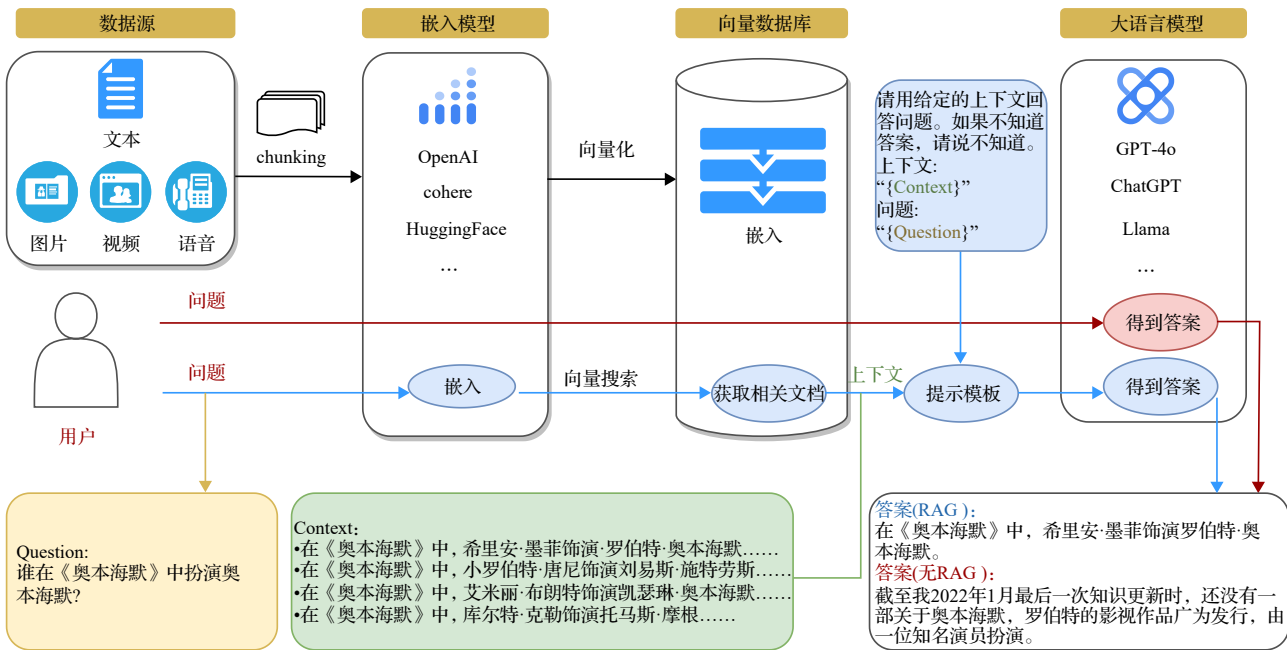 数据源
嵌入模型
向量数据库
大语言模型
文本
图片
视频
语音
chunking
OpenAI
cohere
HuggingFace
…
向量化
嵌入
请用给定的上下文回
答问题。如果不知道
答案，请说不知道。
上下文:
“{Context}”
问题:
“{Question}”
GPT-4o
ChatGPT
Llama
…
用户
问题
得到答案
问题
嵌入
向量搜索
获取相关文档
上下文
提示模板
得到答案
Question:
谁在《奥本海默》中扮演奥
本海默?
Context：
•在《奥本海默》中，希里安·墨菲饰演·罗伯特·奥本海默……
•在《奥本海默》中，小罗伯特·唐尼饰演刘易斯·施特劳斯……
•在《奥本海默》中，艾米丽·布朗特饰演凯瑟琳·奥本海默……
•在《奥本海默》中，库尔特·克勒饰演托马斯·摩根……
答案(RAG )：
在《奥本海默》中，希里安·墨菲饰演罗伯特·奥
本海默。
答案(无RAG )：
截至我2022年1月最后一次知识更新时，还没有一
部关于奥本海默，罗伯特的影视作品广为发行，由
一位知名演员扮演。